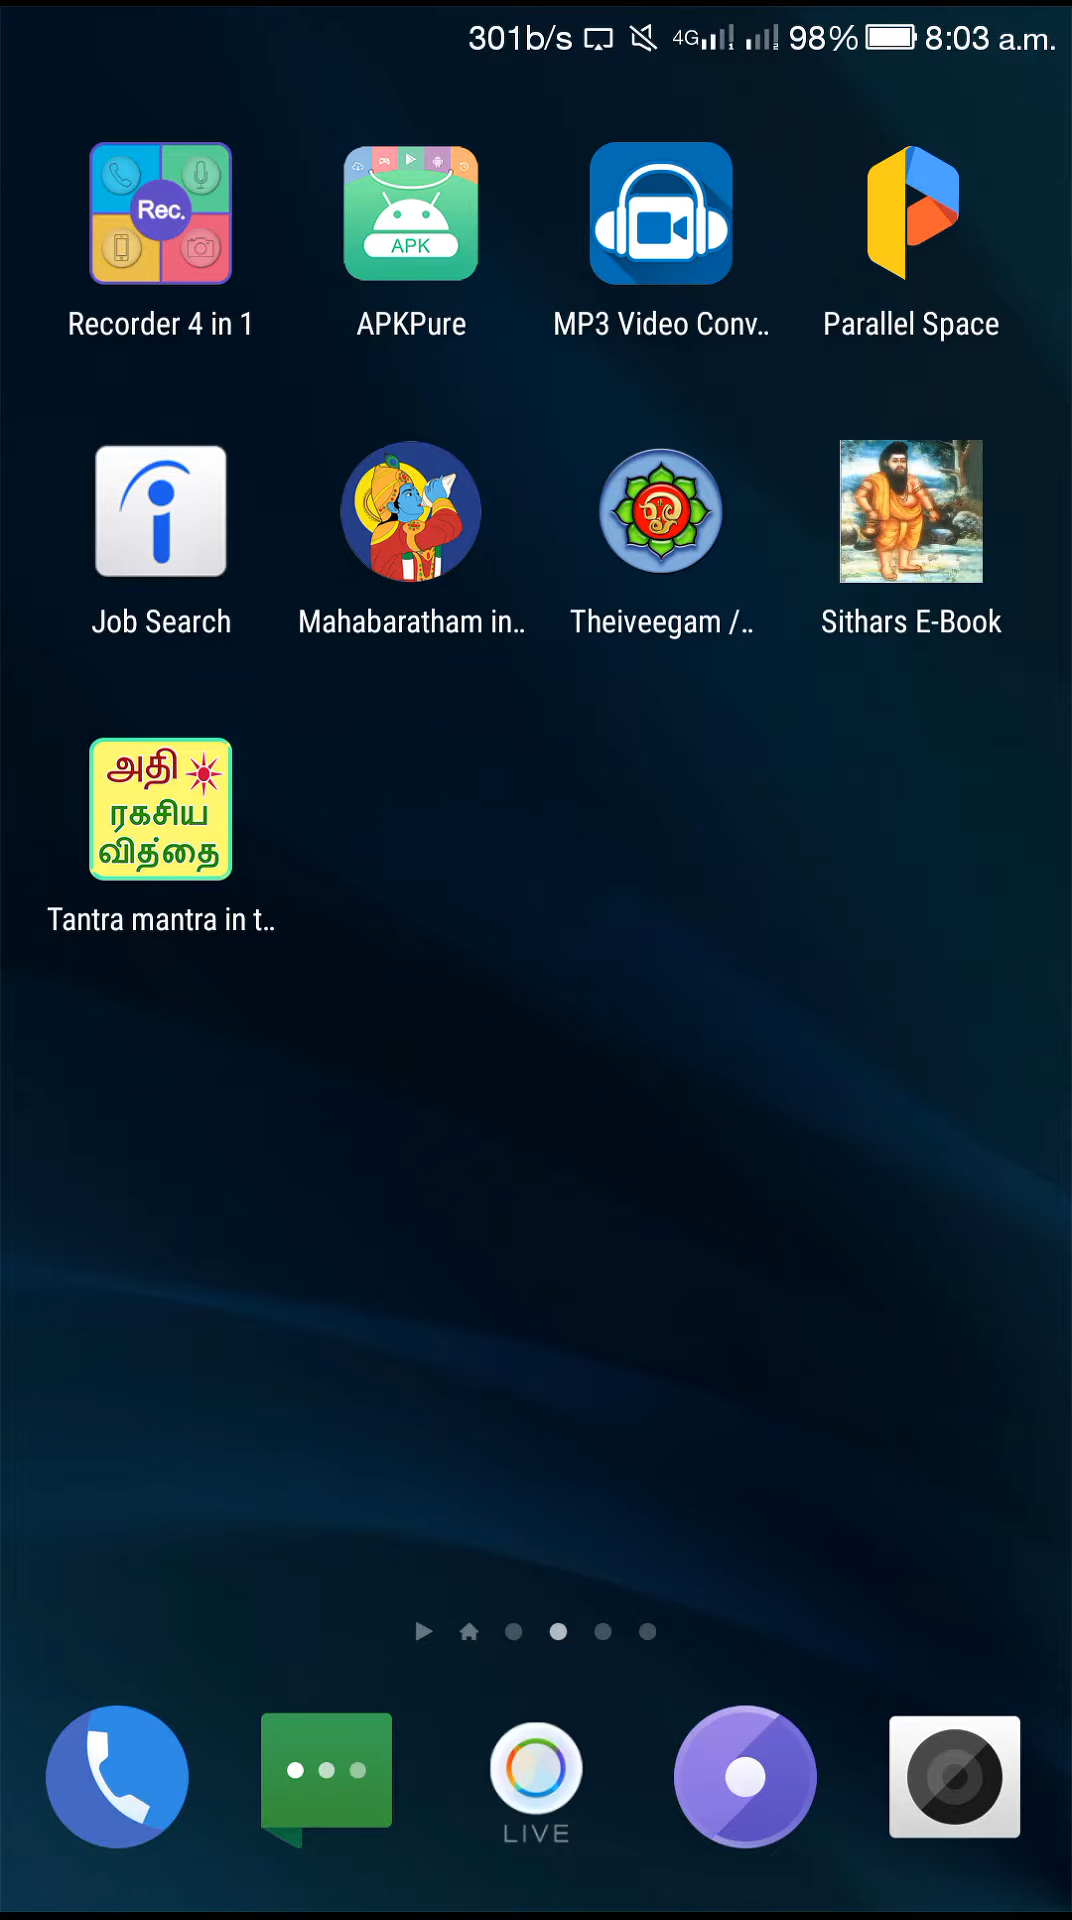 301b/s 4G 98% 8:03 a.m.
Rec.
APK
Recorder 4 in 1 APKPure MP3 Video Conv.. Parallel Space
Job Search Mahabaratham in.. Theiveegam /.. Sithars E-Book
அதி
ரகசிய
வித்தை
Tantra mantra in t..
LIVE